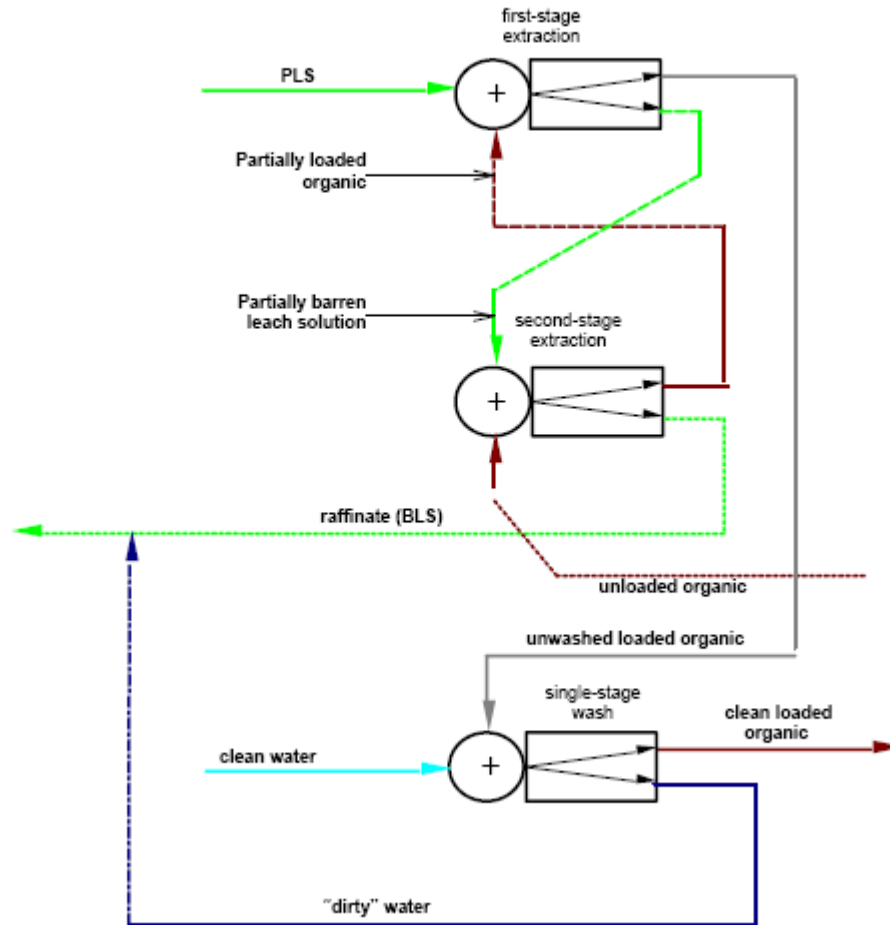 first-stage
extraction
PLS
+
Partially loaded
organic
Partially barren
leach solution
second-stage
extraction
+
raffinate (BLS)
unloaded organic
unwashed loaded organic
single-stage
wash
clean loaded
organic
clean water
+
"dirty" water